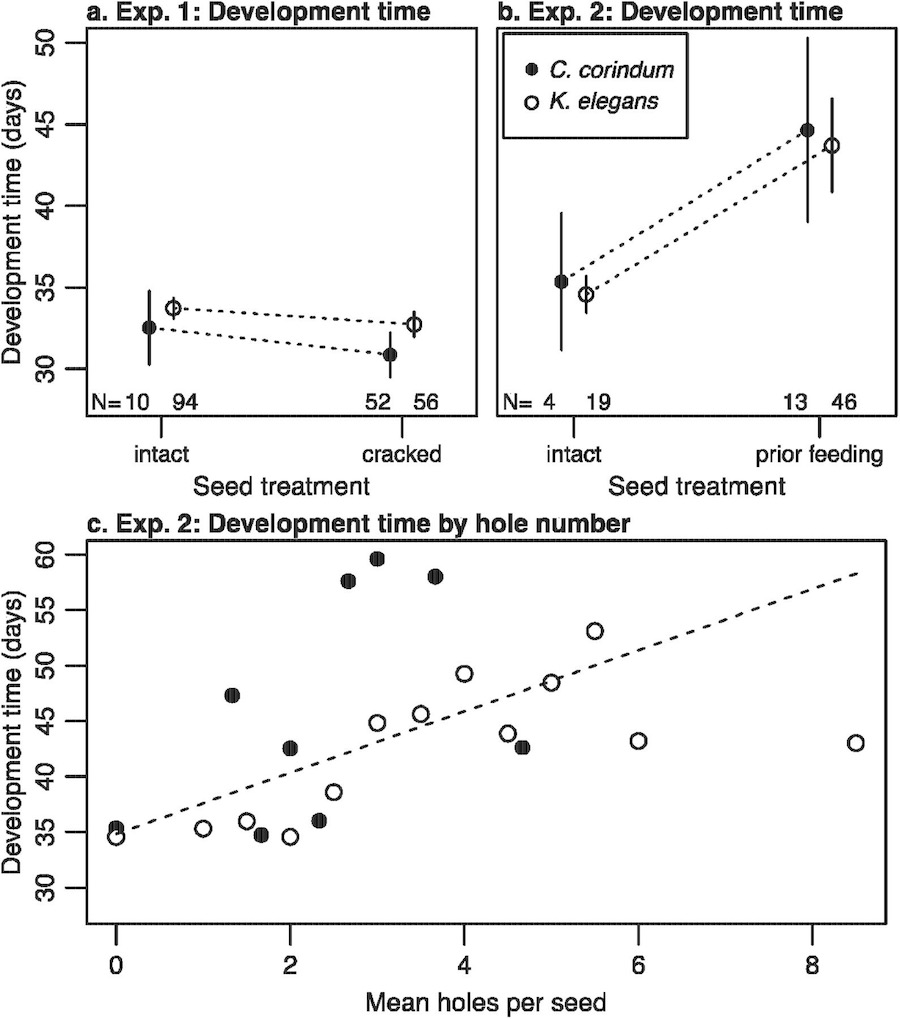 a. Exp. 1: Development time
b. Exp. 2: Development time
Development time (days)
50
45
40
35
30
C. corindum
K. elegans
N= 10 94 52 56
N= 4 19 13 46
intact cracked
intact prior feeding
Seed treatment
Seed treatment
c. Exp. 2: Development time by hole number
Development time (days)
60
55
50
45
40
35
30
0 2 4 6 8
Mean holes per seed